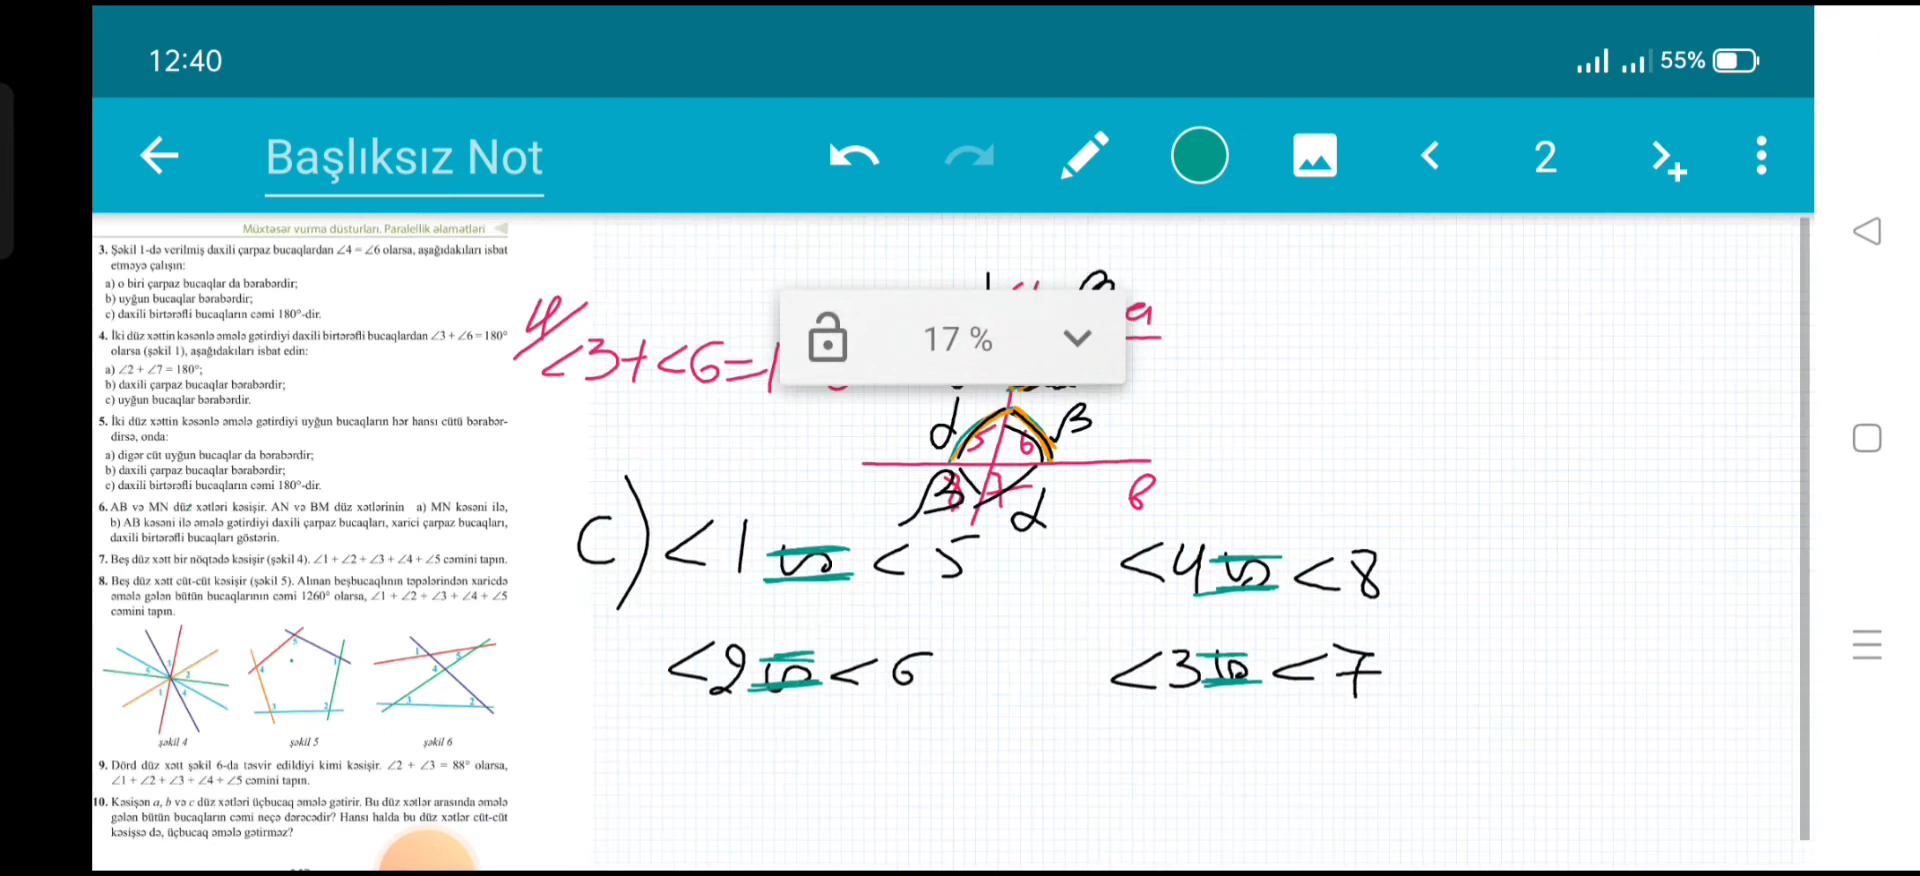 12:40
55%
Başlıksız Not
2
Müxtəsər vurma düsturları. Paralellik əlamətləri
3. Şəkil 1-də verilmiş daxili çarpaz bucaqlardan ∠4 = ∠6 olarsa, aşağıdakıları isbat
etməyə çalışın:
a) o biri çarpaz bucaqlar da bərabərdir;
b) uyğun bucaqlar bərabərdir;
c) daxili birtərəfli bucaqların cəmi 180°-dir.
4. İki düz xəttin kəsənlə əmələ gətirdiyi daxili birtərəfli bucaqlardan ∠3 + ∠6 = 180°
olarsa (şəkil 1), aşağıdakıları isbat edin:
a) ∠2 + ∠7 = 180°;
b) daxili çarpaz bucaqlar bərabərdir;
c) uyğun bucaqlar bərabərdir.
5. İki düz xəttin kəsənlə əmələ gətirdiyi uyğun bucaqların hər hansı cütü bərabər-
dirsə, onda:
a) digər cüt uyğun bucaqlar da bərabərdir;
b) daxili çarpaz bucaqlar bərabərdir;
c) daxili birtərəfli bucaqların cəmi 180°-dir.
6. AB və MN düz xətləri kəsişir. AN və BM düz xətlərinin a) MN kəsəni ilə,
b) AB kəsəni ilə əmələ gətirdiyi daxili çarpaz bucaqları, xarici çarpaz bucaqları,
daxili birtərəfli bucaqları göstərin.
7. Beş düz xətt bir nöqtədə kəsişir (şəkil 4). ∠1 + ∠2 + ∠3 + ∠4 + ∠5 cəmini tapın.
8. Beş düz xətt cüt-cüt kəsişir (şəkil 5). Alınan beşbucaqlının təpələrindən xaricdə
əmələ gələn bütün bucaqlarının cəmi 1260° olarsa, ∠1 + ∠2 + ∠3 + ∠4 + ∠5
cəmini tapın.
şəkil 4
şəkil 5
şəkil 6
9. Dörd düz xətt şəkil 6-da təsvir edildiyi kimi kəsişir. ∠2 + ∠3 = 88° olarsa,
∠1 + ∠2 + ∠3 + ∠4 + ∠5 cəmini tapın.
10. Kəsişən a, b və c düz xətləri üçbucaq əmələ gətirir. Bu düz xətlər arasında əmələ
gələn bütün bucaqların cəmi neçə dərəcədir? Hansı halda bu düz xətlər cüt-cüt
kəsişsə də, üçbucaq əmələ gətirməz?
4/
<3+<6=1
17 %
a
α 5 6 β
β 8 7 α
b
c) <1 və <5 <4 və <8
<2 və <6 <3 və <7